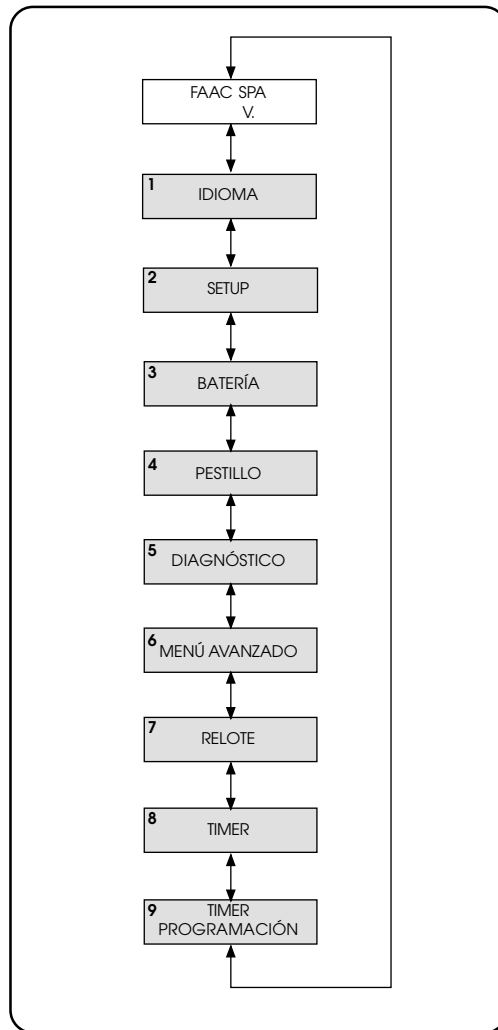 FAAC SPA
V.
1
IDIOMA
2
SETUP
3
BATERÍA
4
PESTILLO
5
DIAGNÓSTICO
6
MENÚ AVANZADO
7
RELOTE
8
TIMER
9
TIMER
PROGRAMACIÓN